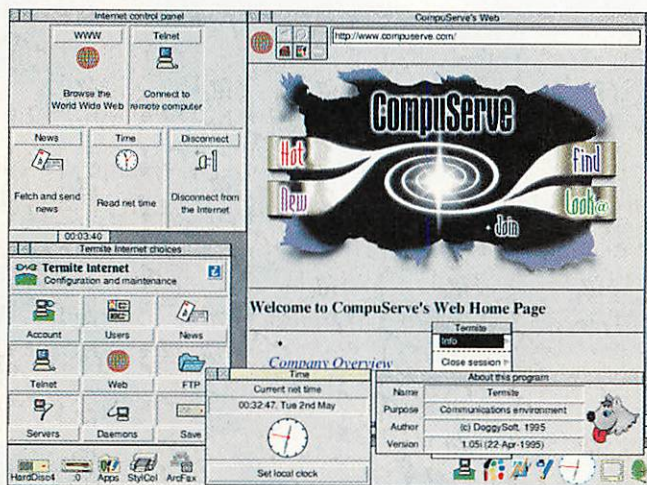 Internet control panel
WWW
Browse the
World Wide Web
Telnet
Connect to
remote computer
News
Fetch and send
news
Time
Read net time
Disconnect
Disconnect from
the Internet
00:03:40
Termite Internet choices
Termite Internet
Configuration and maintenance
Account
Users
News
Telnet
Web
FTP
Servers
Daemons
Save
CompuServe's Web
http://www.compuserve.com/
CompuServe
Hot
New
Find
Look@
Join
Welcome to CompuServe's Web Home Page
Company Overview
Termite
Info
Close session
Time
Current net time
00:32:47, Tue 2nd May
Set local clock
About this program
Name
Termite
Purpose
Communications environment
Author
(c) DoggySoft, 1995
Version
1.05i (22-Apr-1995)
HardDisc4
:0
Apps
StylCol
ArcFax